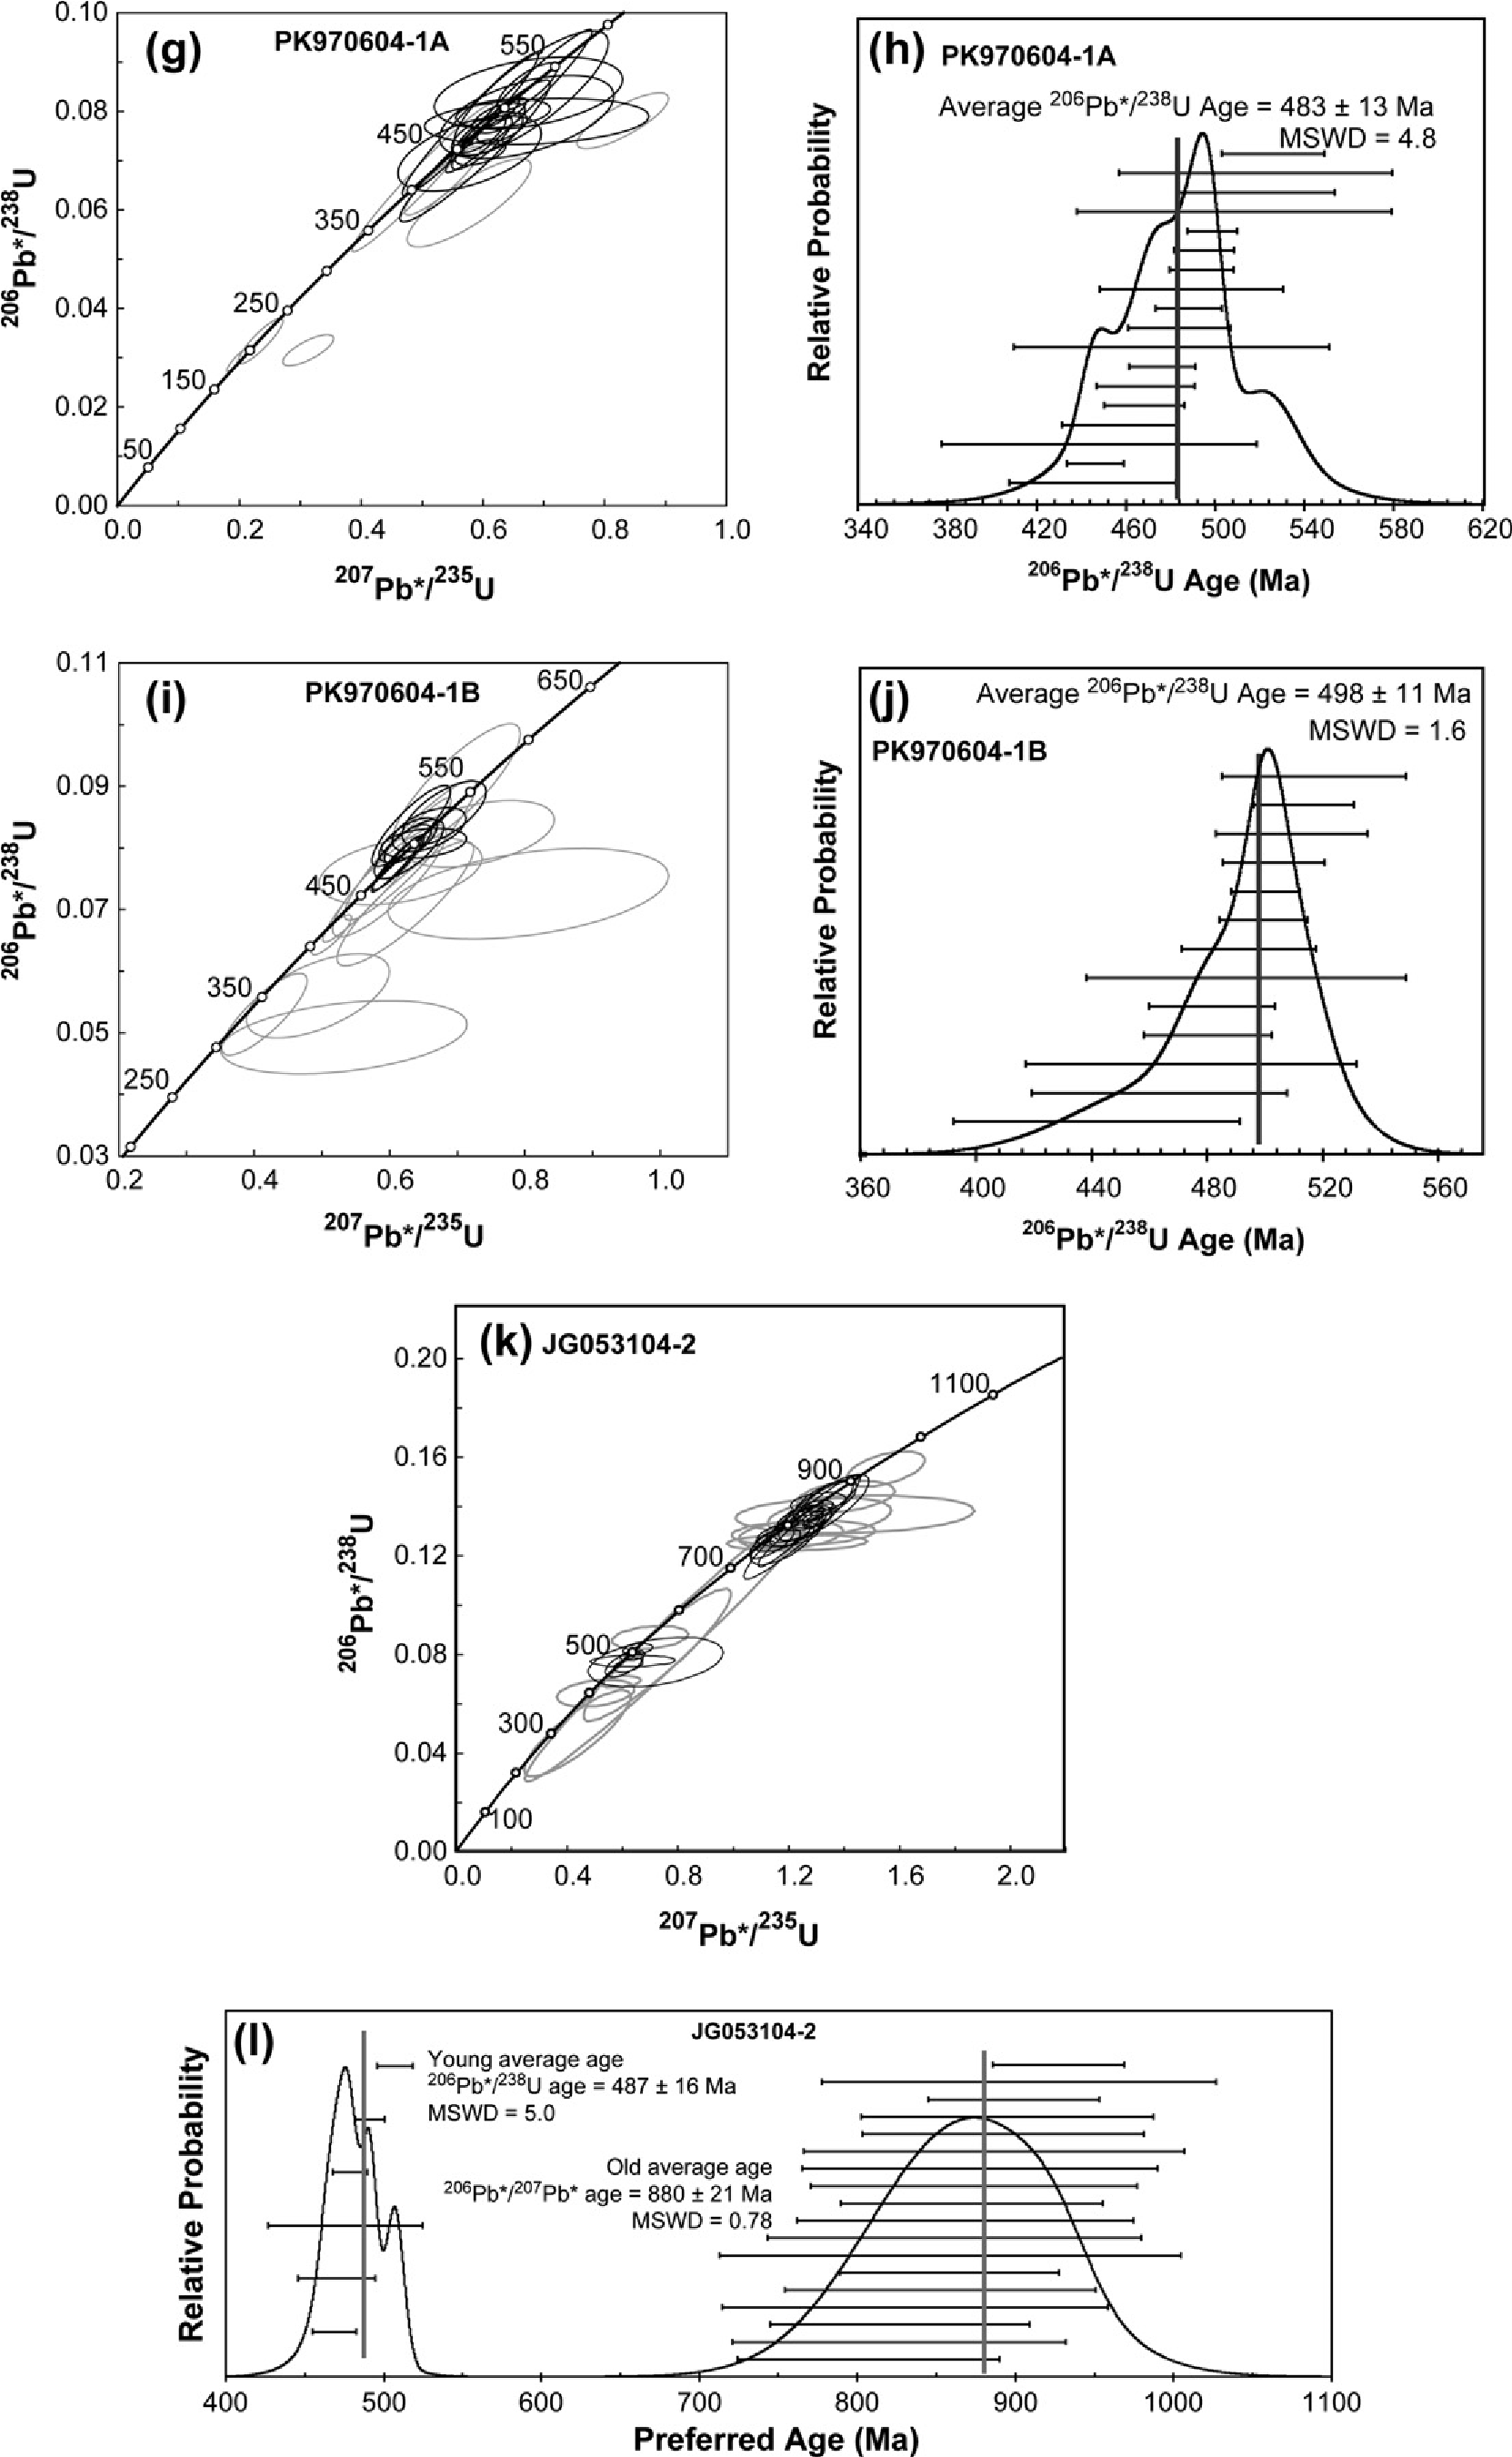 (g) PK970604-1A
0.10
0.08
0.06
0.04
0.02
0.00
550
450
350
250
150
50
0.0 0.2 0.4 0.6 0.8 1.0
206Pb*/238U
207Pb*/235U
(h) PK970604-1A
Average 206Pb*/238U Age = 483 ± 13 Ma
MSWD = 4.8
Relative Probability
340 380 420 460 500 540 580 620
206Pb*/238U Age (Ma)
(i) PK970604-1B
0.11
0.09
0.07
0.05
0.03
650
550
450
350
250
0.2 0.4 0.6 0.8 1.0
206Pb*/238U
207Pb*/235U
(j) Average 206Pb*/238U Age = 498 ± 11 Ma
MSWD = 1.6
PK970604-1B
Relative Probability
360 400 440 480 520 560
206Pb*/238U Age (Ma)
(k) JG053104-2
0.20
0.16
0.12
0.08
0.04
0.00
1100
900
700
500
300
100
0.0 0.4 0.8 1.2 1.6 2.0
206Pb*/238U
207Pb*/235U
(l) JG053104-2
Young average age
206Pb*/238U age = 487 ± 16 Ma
MSWD = 5.0
Old average age
206Pb*/207Pb* age = 880 ± 21 Ma
MSWD = 0.78
Relative Probability
400 500 600 700 800 900 1000 1100
Preferred Age (Ma)